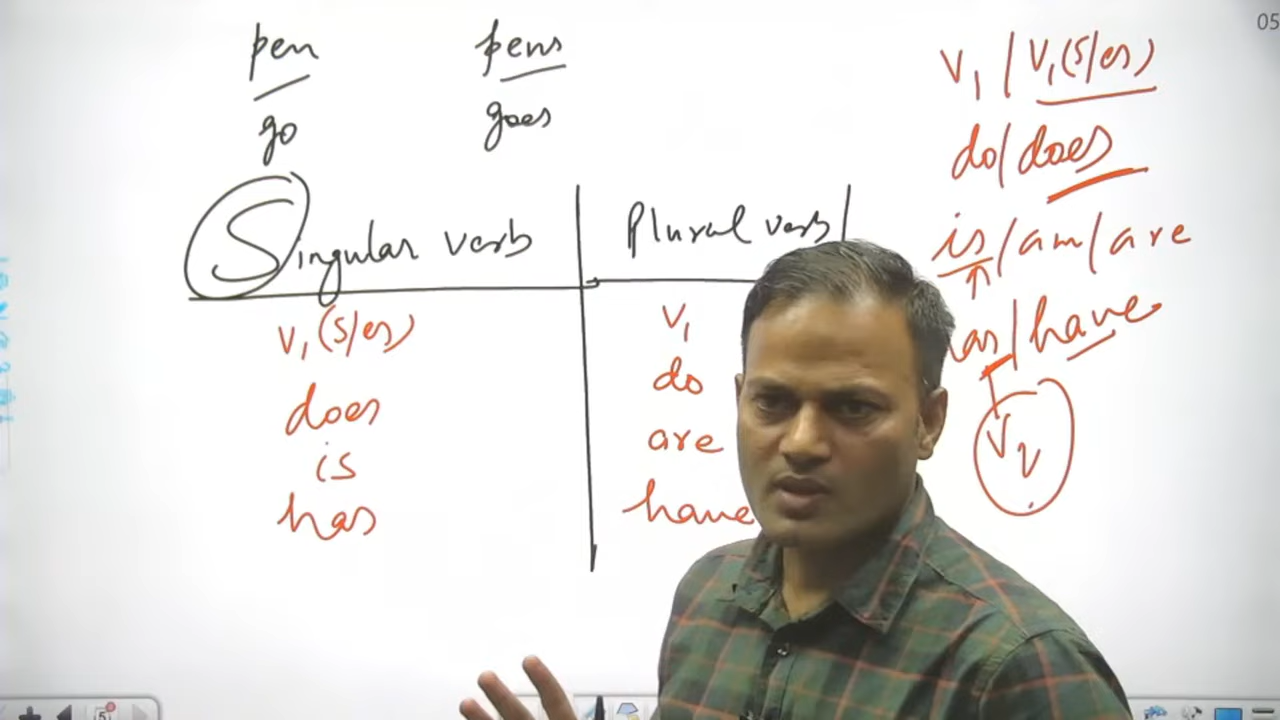 05
pen pens
go goes
Singular verb Plural verb
V₁(s/es) V₁
does do
is are
has have
V₁ / V₁(s/es)
do/does
is/am/are
has/have
V₂